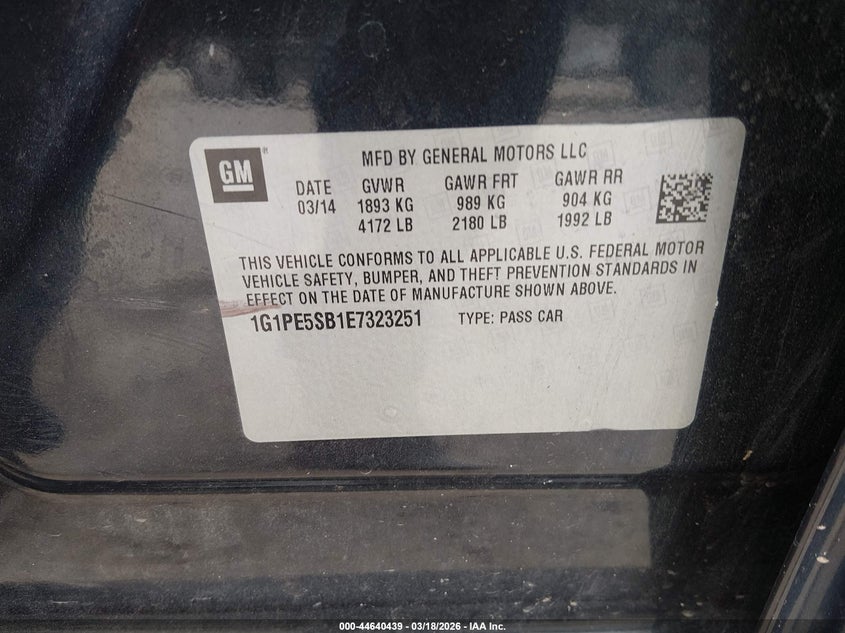 GM
MFD BY GENERAL MOTORS LLC
DATE GVWR GAWR FRT GAWR RR
03/14 1893 KG 989 KG 904 KG
4172 LB 2180 LB 1992 LB
THIS VEHICLE CONFORMS TO ALL APPLICABLE U.S. FEDERAL MOTOR
VEHICLE SAFETY, BUMPER, AND THEFT PREVENTION STANDARDS IN
EFFECT ON THE DATE OF MANUFACTURE SHOWN ABOVE.
1G1PE5SB1E7323251 TYPE: PASS CAR
000-44640439 - 03/18/2026 - IAA Inc.